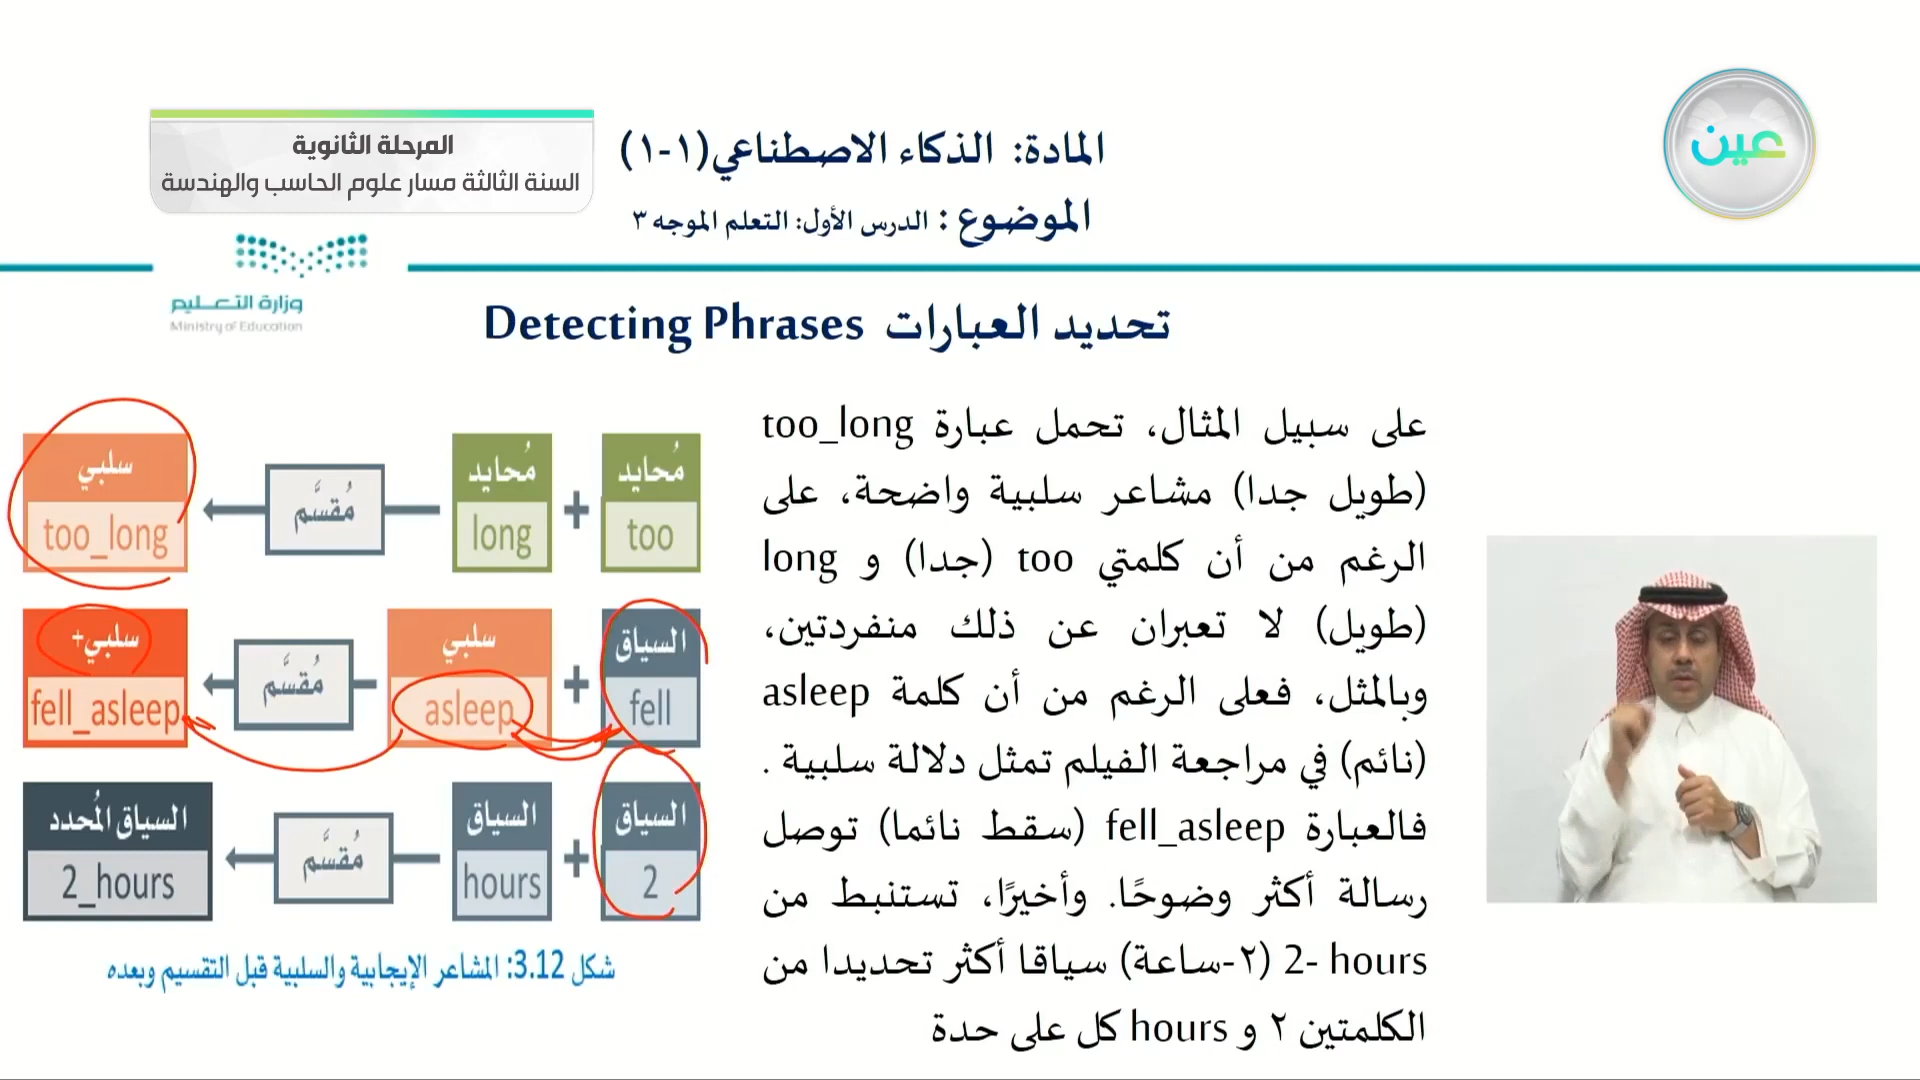 المرحلة الثانوية
السنة الثالثة مسار علوم الحاسب والهندسة
المادة: الذكاء الاصطناعي(١-١)
الموضوع : الدرس الأول: التعلم الموجه ٣
عين
وزارة التعـــليم
Ministry of Education
تحديد العبارات Detecting Phrases
على سبيل المثال، تحمل عبارة too_long
(طويل جدا) مشاعر سلبية واضحة، على
الرغم من أن كلمتي too (جدا) و long
(طويل) لا تعبران عن ذلك منفردتين،
وبالمثل، فعلى الرغم من أن كلمة asleep
(نائم) في مراجعة الفيلم تمثل دلالة سلبية .
فالعبارة fell_asleep (سقط نائما) توصل
رسالة أكثر وضوحًا. وأخيرًا، تستنبط من
2- hours (٢-ساعة) سياقا أكثر تحديدا من
الكلمتين ٢ و hours كل على حدة
مُحايد
too
+
مُحايد
long
مُقسَّم
سلبي
too_long
السياق
fell
+
سلبي
asleep
مُقسَّم
سلبي+
fell_asleep
السياق
2
+
السياق
hours
مُقسَّم
السياق المُحدد
2_hours
شكل 3.12: المشاعر الإيجابية والسلبية قبل التقسيم وبعده